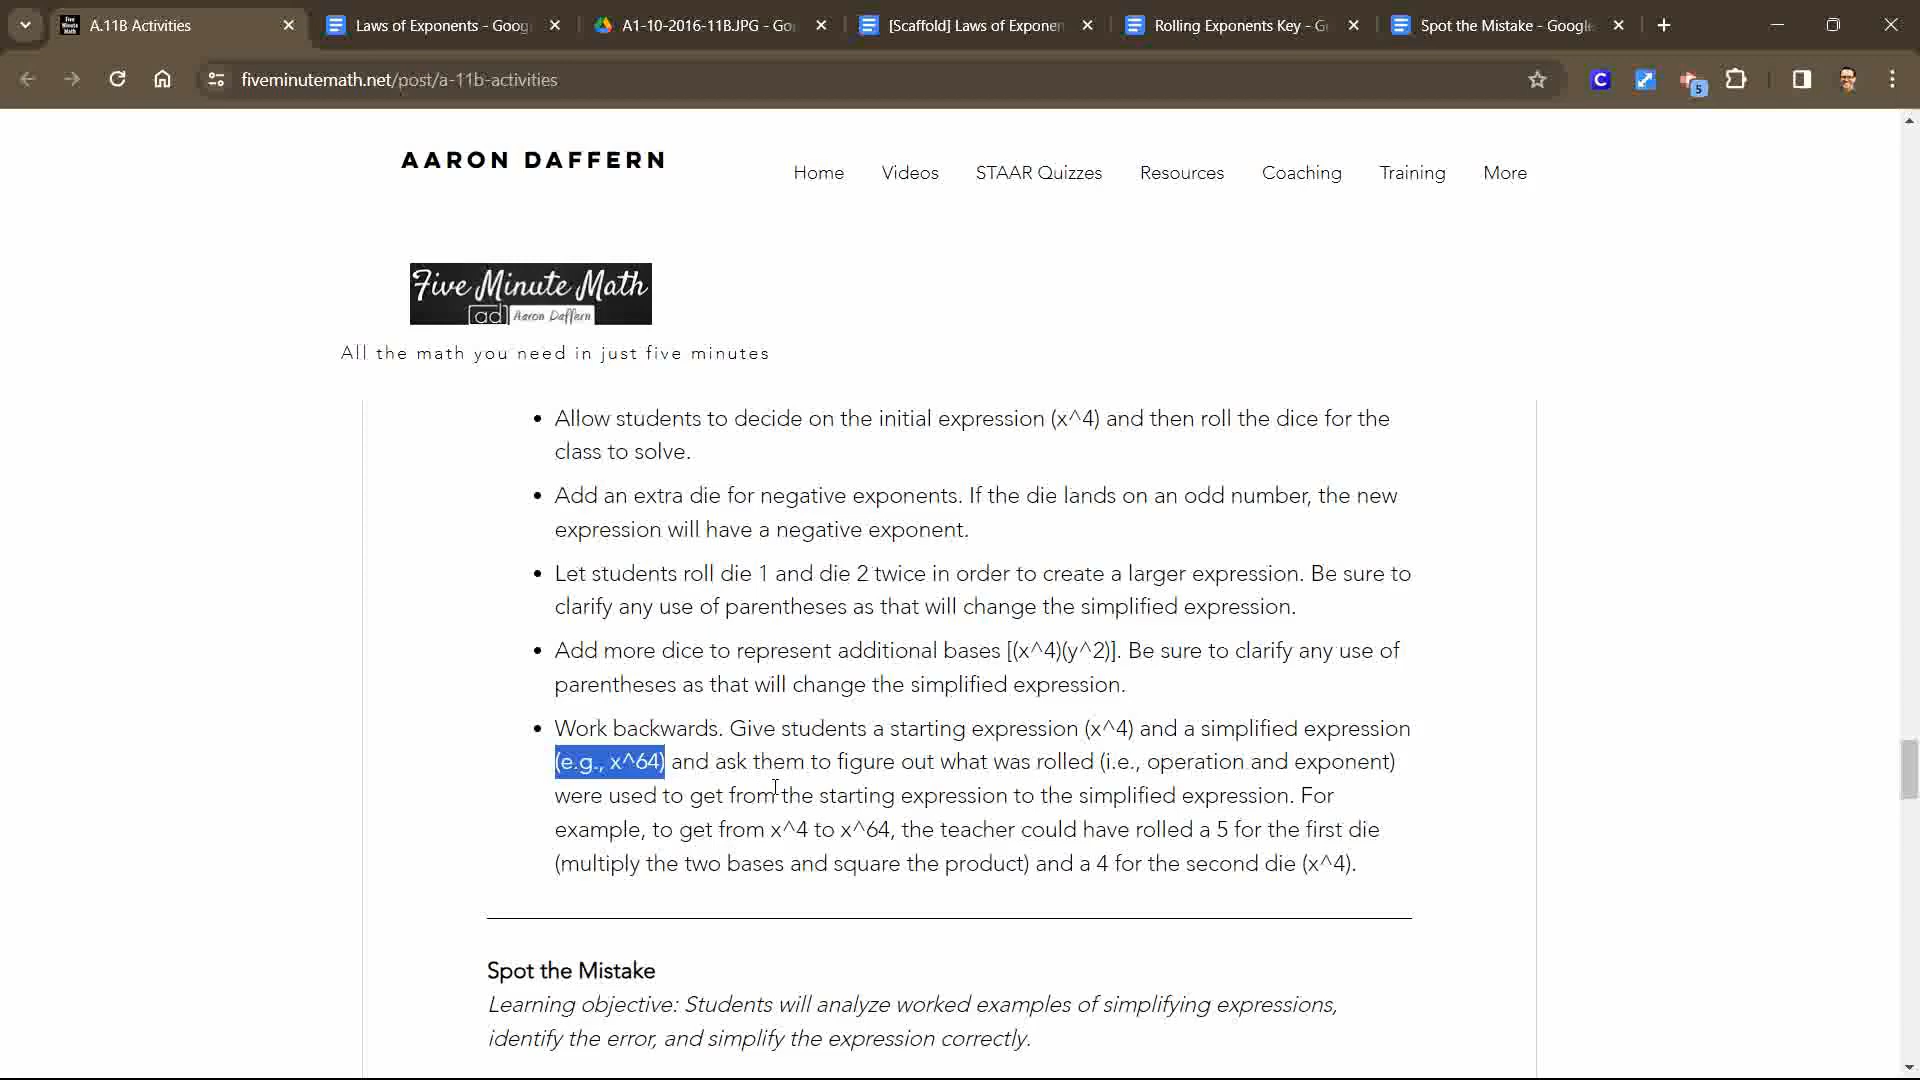 A.11B Activities
Laws of Exponents - Goog
A1-10-2016-11B.JPG - Go
[Scaffold] Laws of Exponen
Rolling Exponents Key - G
Spot the Mistake - Google
fiveminutemath.net/post/a-11b-activities
5
AARON DAFFERN
Home
Videos
STAAR Quizzes
Resources
Coaching
Training
More
Five Minute Math
ad Aaron Daffern
All the math you need in just five minutes
• Allow students to decide on the initial expression (x^4) and then roll the dice for the
class to solve.
• Add an extra die for negative exponents. If the die lands on an odd number, the new
expression will have a negative exponent.
• Let students roll die 1 and die 2 twice in order to create a larger expression. Be sure to
clarify any use of parentheses as that will change the simplified expression.
• Add more dice to represent additional bases [(x^4)(y^2)]. Be sure to clarify any use of
parentheses as that will change the simplified expression.
• Work backwards. Give students a starting expression (x^4) and a simplified expression
(e.g., x^64) and ask them to figure out what was rolled (i.e., operation and exponent)
were used to get from the starting expression to the simplified expression. For
example, to get from x^4 to x^64, the teacher could have rolled a 5 for the first die
(multiply the two bases and square the product) and a 4 for the second die (x^4).
Spot the Mistake
Learning objective: Students will analyze worked examples of simplifying expressions,
identify the error, and simplify the expression correctly.